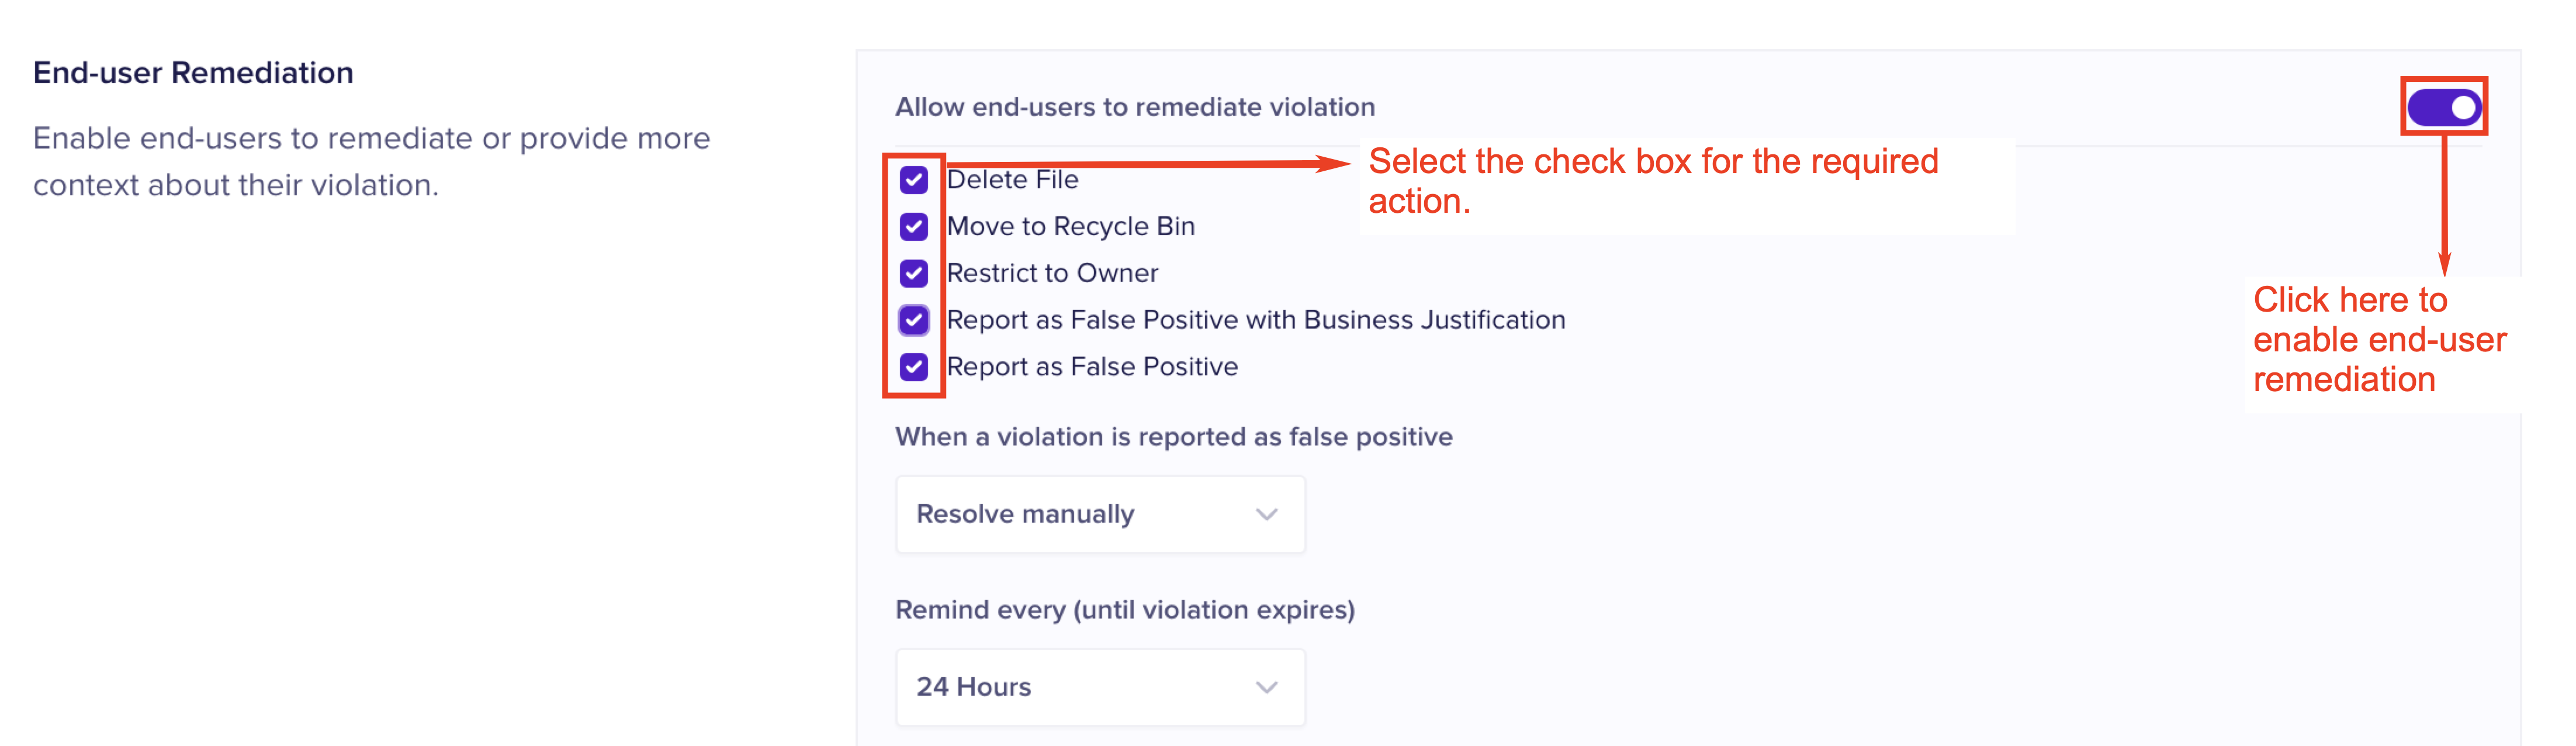 End-user Remediation
Enable end-users to remediate or provide more
context about their violation.
Allow end-users to remediate violation
Select the check box for the required
action.
Delete File
Move to Recycle Bin
Restrict to Owner
Report as False Positive with Business Justification
Report as False Positive
Click here to
enable end-user
remediation
When a violation is reported as false positive
Resolve manually
Remind every (until violation expires)
24 Hours